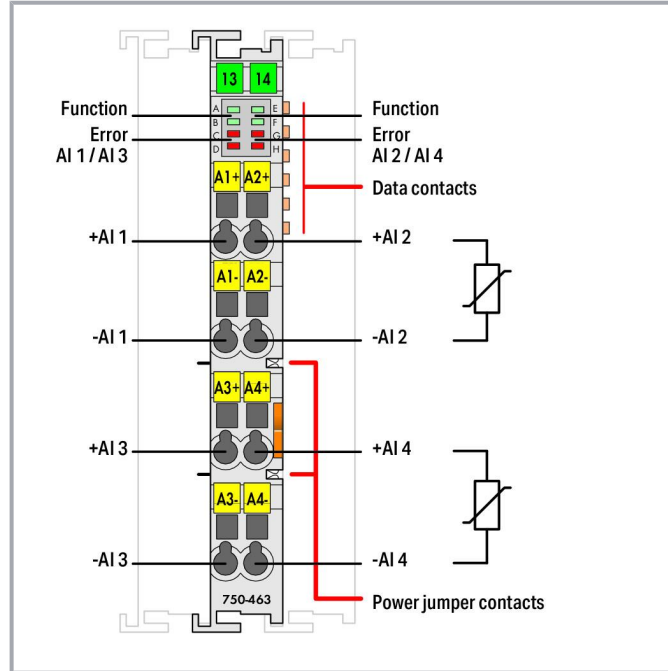 13 14
Function A E Function
B F
Error C G Error
AI 1 / AI 3 D H AI 2 / AI 4
A1+ A2+
Data contacts
+AI 1 +AI 2
A1- A2-
-AI 1 -AI 2
A3+ A4+
+AI 3 +AI 4
A3- A4-
-AI 3 -AI 4
750-463 Power jumper contacts